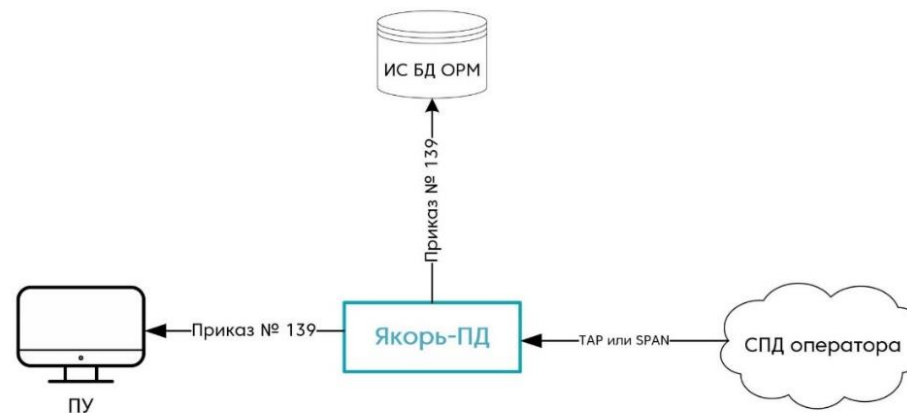 ИС БД ОРМ
Приказ № 139
Приказ № 139
Якорь-ПД
TAP или SPAN
СПД оператора
ПУ